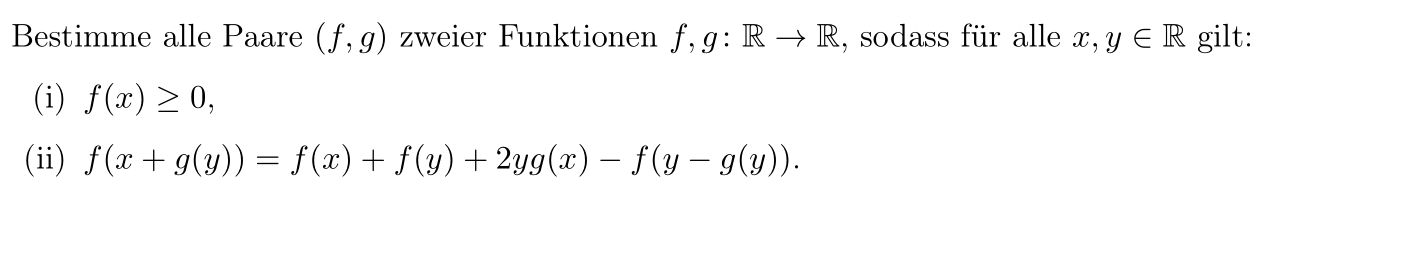 Bestimme alle Paare (f, g) zweier Funktionen f, g: ℝ → ℝ, sodass für alle x, y ∈ ℝ gilt:
(i) f(x) ≥ 0,
(ii) f(x + g(y)) = f(x) + f(y) + 2yg(x) − f(y − g(y)).